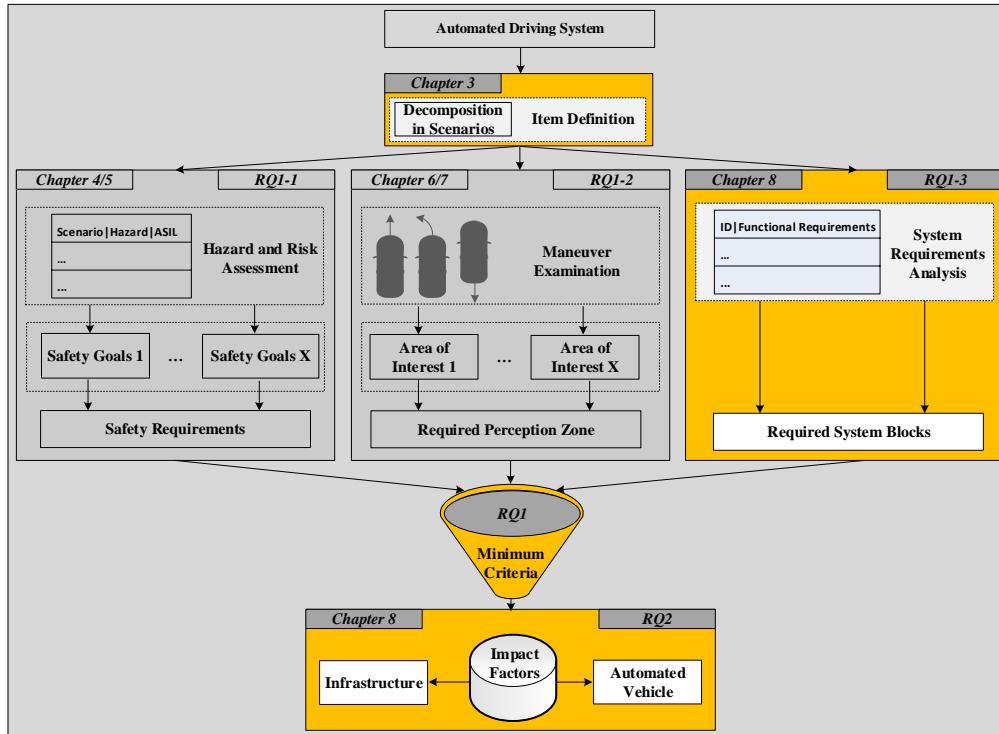 Automated Driving System
Chapter 3
Decomposition
in Scenarios
Item Definition
Chapter 4/5
RQ1-1
Scenario|Hazard|ASIL
...
...
Hazard and Risk
Assessment
Safety Goals 1
...
Safety Goals X
Safety Requirements
Chapter 6/7
RQ1-2
Maneuver
Examination
Area of
Interest 1
...
Area of
Interest X
Required Perception Zone
Chapter 8
RQ1-3
ID|Functional Requirements
...
...
System
Requirements
Analysis
Required System Blocks
RQ1
Minimum
Criteria
Chapter 8
RQ2
Infrastructure
Impact
Factors
Automated
Vehicle